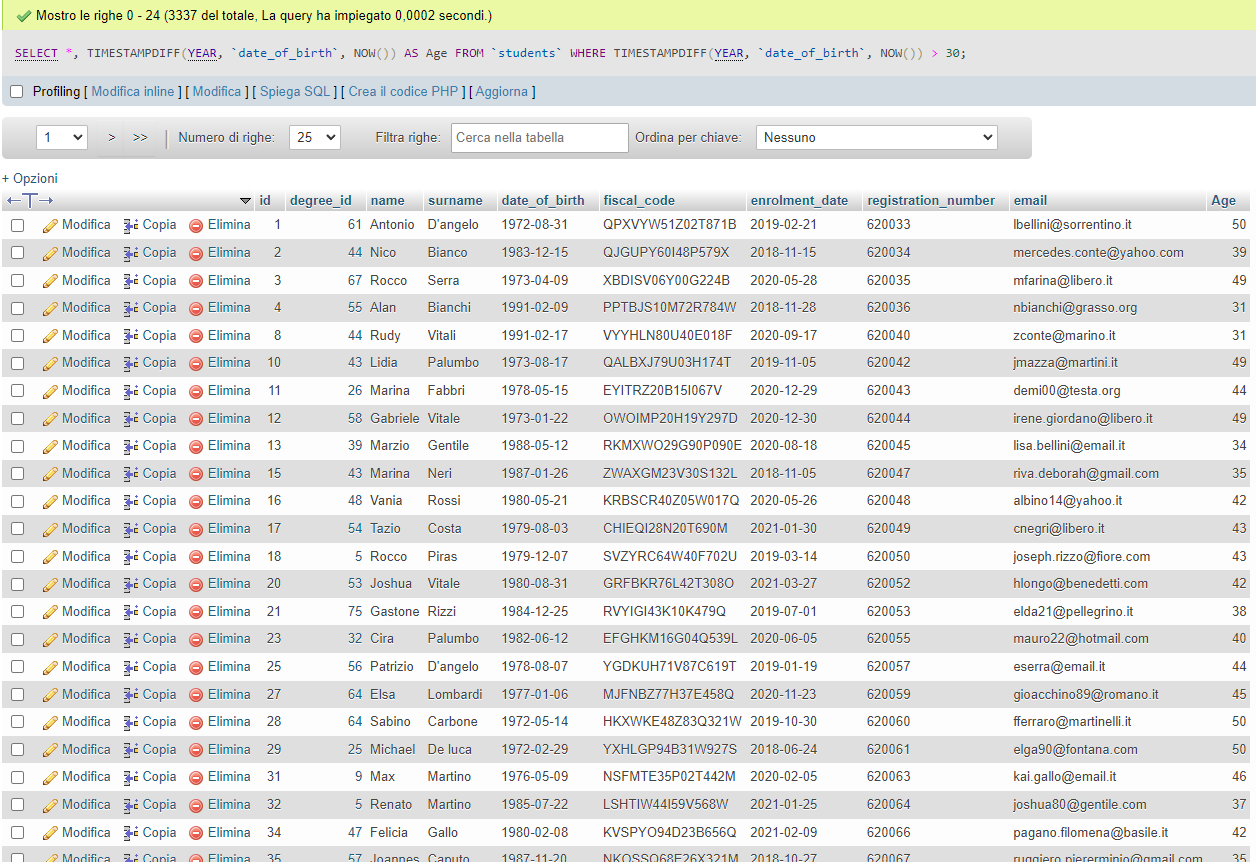 Mostro le righe 0 - 24 (3337 del totale, La query ha impiegato 0,0002 secondi.)
SELECT *, TIMESTAMPDIFF(YEAR, `date_of_birth`, NOW()) AS Age FROM `students` WHERE TIMESTAMPDIFF(YEAR, `date_of_birth`, NOW()) > 30;
Profiling [ Modifica inline ] [ Modifica ] [ Spiega SQL ] [ Crea il codice PHP ] [ Aggiorna ]
1 > >> | Numero di righe: 25 Filtra righe: Cerca nella tabella Ordina per chiave: Nessuno
+ Opzioni
←T→ id degree_id name surname date_of_birth fiscal_code enrolment_date registration_number email Age
Modifica Copia Elimina 1 61 Antonio D'angelo 1972-08-31 QPXVYW51Z02T871B 2019-02-21 620033 lbellini@sorrentino.it 50
Modifica Copia Elimina 2 44 Nico Bianco 1983-12-15 QJGUPY60I48P579X 2018-11-15 620034 mercedes.conte@yahoo.com 39
Modifica Copia Elimina 3 67 Rocco Serra 1973-04-09 XBDISV06Y00G224B 2020-05-28 620035 mfarina@libero.it 49
Modifica Copia Elimina 4 55 Alan Bianchi 1991-02-09 PPTBJS10M72R784W 2018-11-28 620036 nbianchi@grasso.org 31
Modifica Copia Elimina 8 44 Rudy Vitali 1991-02-17 VYYHLN80U40E018F 2020-09-17 620040 zconte@marino.it 31
Modifica Copia Elimina 10 43 Lidia Palumbo 1973-08-17 QALBXJ79U03H174T 2019-11-05 620042 jmazza@martini.it 49
Modifica Copia Elimina 11 26 Marina Fabbri 1978-05-15 EYITRZ20B15I067V 2020-12-29 620043 demi00@testa.org 44
Modifica Copia Elimina 12 58 Gabriele Vitale 1973-01-22 OWOIMP20H19Y297D 2020-12-30 620044 irene.giordano@libero.it 49
Modifica Copia Elimina 13 39 Marzio Gentile 1988-05-12 RKMXWO29G90P090E 2020-08-18 620045 lisa.bellini@email.it 34
Modifica Copia Elimina 15 43 Marina Neri 1987-01-26 ZWAXGM23V30S132L 2018-11-05 620047 riva.deborah@gmail.com 35
Modifica Copia Elimina 16 48 Vania Rossi 1980-05-21 KRBSCR40Z05W017Q 2020-05-26 620048 albino14@yahoo.it 42
Modifica Copia Elimina 17 54 Tazio Costa 1979-08-03 CHIEQI28N20T690M 2021-01-30 620049 cnegri@libero.it 43
Modifica Copia Elimina 18 5 Rocco Piras 1979-12-07 SVZYRC64W40F702U 2019-03-14 620050 joseph.rizzo@fiore.com 43
Modifica Copia Elimina 20 53 Joshua Vitale 1980-08-31 GRFBKR76L42T308O 2021-03-27 620052 hlongo@benedetti.com 42
Modifica Copia Elimina 21 75 Gastone Rizzi 1984-12-25 RVYIGI43K10K479Q 2019-07-01 620053 elda21@pellegrino.it 38
Modifica Copia Elimina 23 32 Cira Palumbo 1982-06-12 EFGHKM16G04Q539L 2020-06-05 620055 mauro22@hotmail.com 40
Modifica Copia Elimina 25 56 Patrizio D'angelo 1978-08-07 YGDKUH71V87C619T 2019-01-19 620057 eserra@email.it 44
Modifica Copia Elimina 27 64 Elsa Lombardi 1977-01-06 MJFNBZ77H37E458Q 2020-11-23 620059 gioacchino89@romano.it 45
Modifica Copia Elimina 28 64 Sabino Carbone 1972-05-14 HKXWKE48Z83Q321W 2019-10-30 620060 fferraro@martinelli.it 50
Modifica Copia Elimina 29 25 Michael De luca 1972-02-29 YXHLGP94B31W927S 2018-06-24 620061 elga90@fontana.com 50
Modifica Copia Elimina 31 9 Max Martino 1976-05-09 NSFMTE35P02T442M 2020-02-05 620063 kai.gallo@email.it 46
Modifica Copia Elimina 32 5 Renato Martino 1985-07-22 LSHTIW44I59V568W 2021-01-25 620064 joshua80@gentile.com 37
Modifica Copia Elimina 34 47 Felicia Gallo 1980-02-08 KVSPYO94D23B656Q 2021-02-09 620066 pagano.filomena@basile.it 42
Modifica Copia Elimina 35 57 Joannes Caputo 1987-11-20 NKOSSO68E26X321M 2018-10-27 620067 ruggiero.piererminio@gmail.com 35